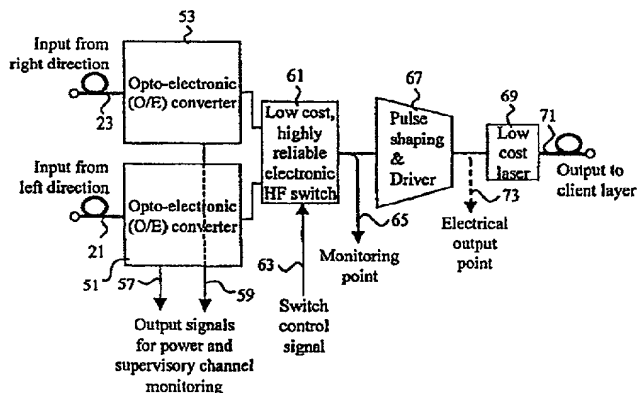 53
Input from
right direction
23
Opto-electronic
(O/E) converter
61
Low cost,
highly
reliable
electronic
HF switch
67
Pulse
shaping
&
Driver
69
Low
cost
laser
71
Output to
client layer
Input from
left direction
21
Opto-electronic
(O/E) converter
51
57
59
63
65
73
Monitoring
point
Electrical
output
point
Output signals
for power and
supervisory channel
monitoring
Switch
control
signal